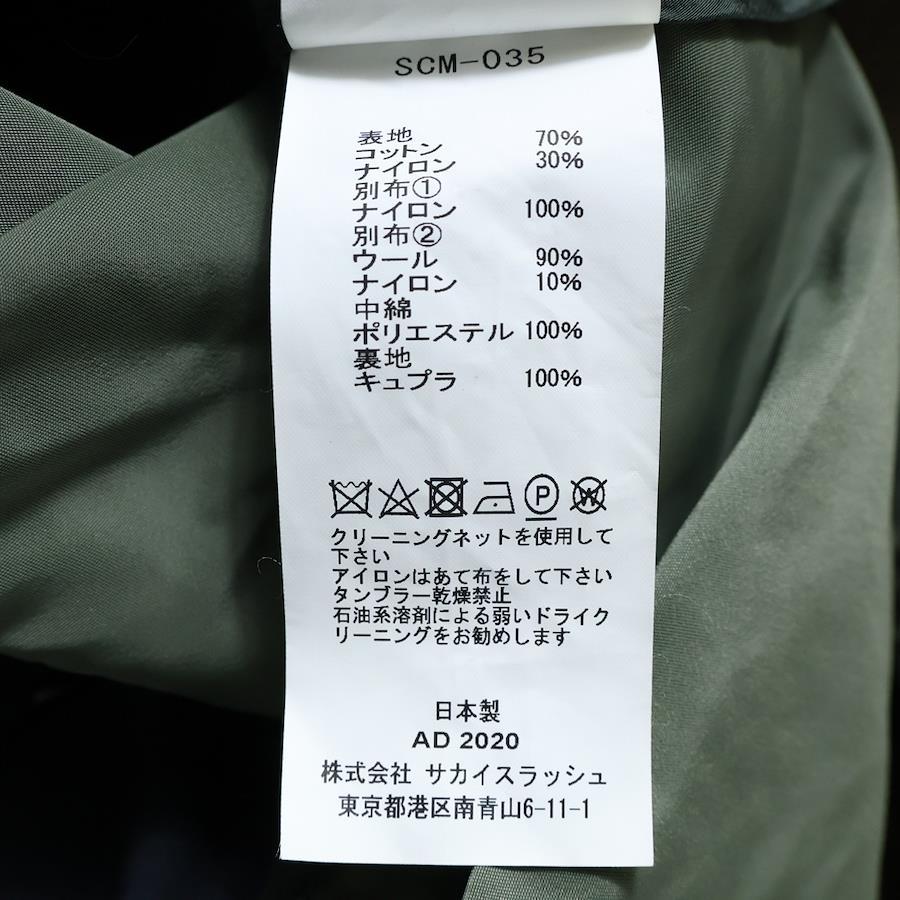 SCM-035
表地
コットン 70%
ナイロン 30%
別布①
ナイロン 100%
別布②
ウール 90%
ナイロン 10%
中綿
ポリエステル 100%
裏地
キュプラ 100%
P
W
クリーニングネットを使用して
下さい
アイロンはあて布をして下さい
タンブラー乾燥禁止
石油系溶剤による弱いドライク
リーニングをお勧めします
日本製
AD 2020
株式会社 サカイスラッシュ
東京都港区南青山6-11-1